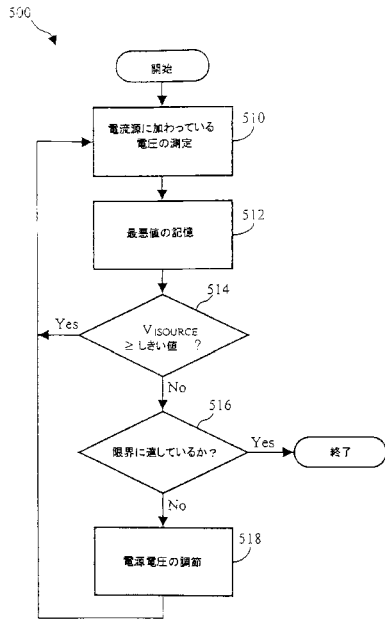 500
開始
電流源に加わっている
電圧の測定
510
最悪値の記憶
512
514
Yes
VISOURCE
≥ しきい値 ?
No
516
限界に達しているか?
Yes
終了
No
518
電源電圧の調節